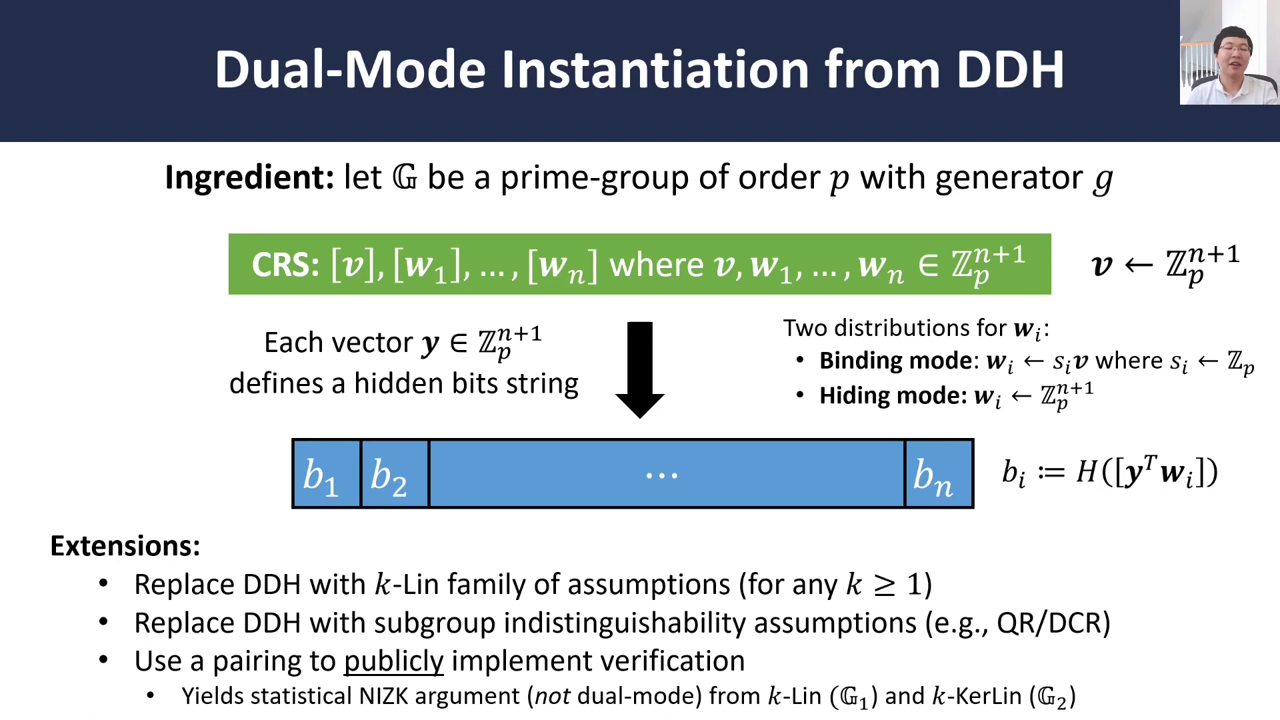 Dual-Mode Instantiation from DDH
Ingredient: let 𝔾 be a prime-group of order p with generator g
CRS: [v], [w₁], …, [wₙ] where v, w₁, …, wₙ ∈ ℤₚⁿ⁺¹
v ← ℤₚⁿ⁺¹
Each vector y ∈ ℤₚⁿ⁺¹
defines a hidden bits string
Two distributions for wᵢ:
• Binding mode: wᵢ ← sᵢv where sᵢ ← ℤₚ
• Hiding mode: wᵢ ← ℤₚⁿ⁺¹
b₁ b₂ ⋯ bₙ
bᵢ ≔ H([yᵀwᵢ])
Extensions:
• Replace DDH with k-Lin family of assumptions (for any k ≥ 1)
• Replace DDH with subgroup indistinguishability assumptions (e.g., QR/DCR)
• Use a pairing to publicly implement verification
• Yields statistical NIZK argument (not dual-mode) from k-Lin (𝔾₁) and k-KerLin (𝔾₂)